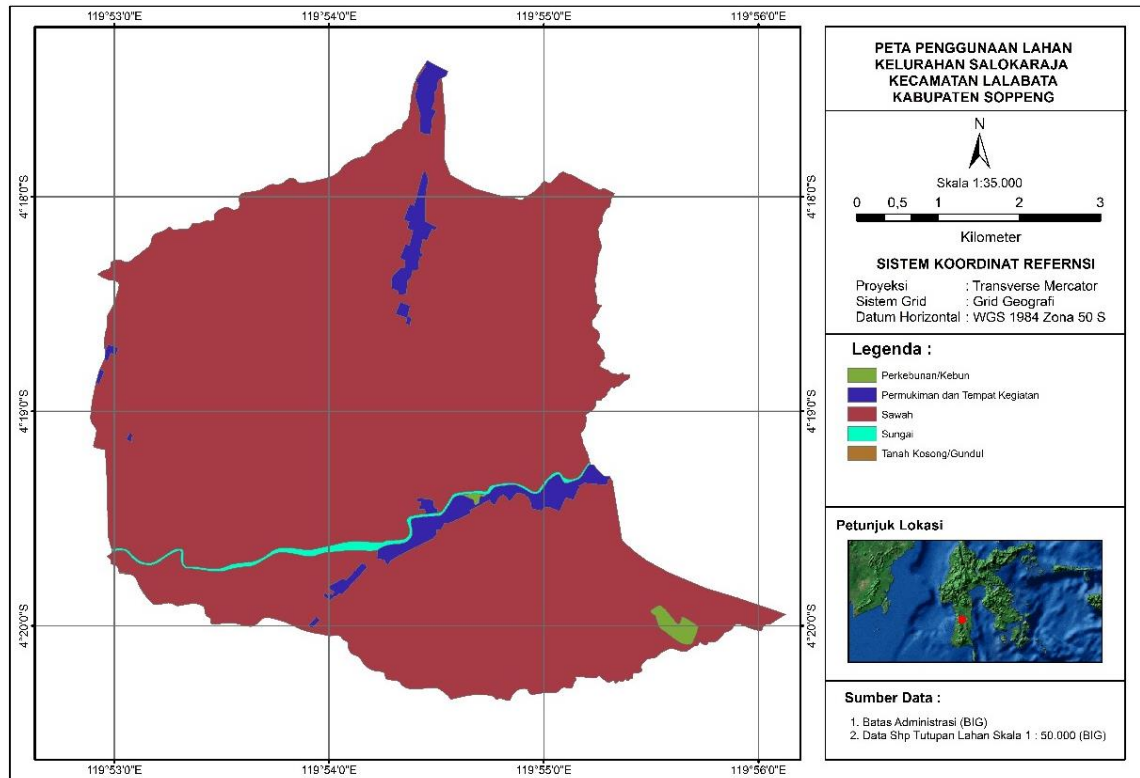 119°53'0"E 119°54'0"E 119°55'0"E 119°56'0"E
4°18'0"S 4°18'0"S
4°19'0"S 4°19'0"S
4°20'0"S 4°20'0"S
119°53'0"E 119°54'0"E 119°55'0"E 119°56'0"E
PETA PENGGUNAAN LAHAN
KELURAHAN SALOKARAJA
KECAMATAN LALABATA
KABUPATEN SOPPENG
N
Skala 1:35.000
0 0,5 1 2 3
Kilometer
SISTEM KOORDINAT REFERNSI
Proyeksi : Transverse Mercator
Sistem Grid : Grid Geografi
Datum Horizontal : WGS 1984 Zona 50 S
Legenda :
Perkebunan/Kebun
Permukiman dan Tempat Kegiatan
Sawah
Sungai
Tanah Kosong/Gundul
Petunjuk Lokasi
Sumber Data :
1. Batas Administrasi (BIG)
2. Data Shp Tutupan Lahan Skala 1 : 50.000 (BIG)